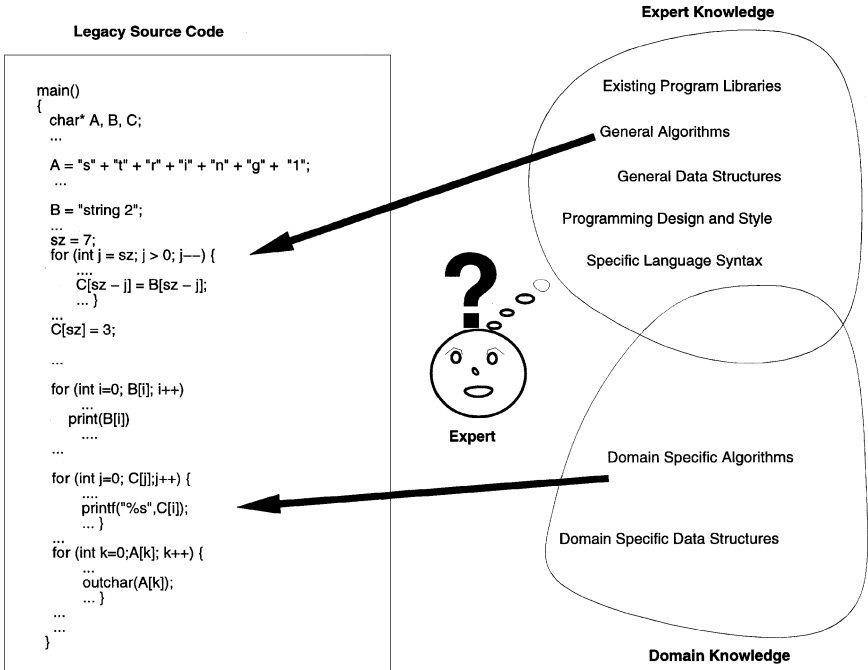 Legacy Source Code
main()
{
char* A, B, C;
...
A = "s" + "t" + "r" + "i" + "n" + "g" + "1";
...
B = "string 2";
...
sz = 7;
for (int j = sz; j > 0; j--) {
....
C[sz - j] = B[sz - j];
... }
...
C[sz] = 3;
...
for (int i=0; B[i]; i++)
...
print(B[i])
....
...
for (int j=0; C[j];j++) {
....
printf("%s",C[i]);
... }
...
for (int k=0;A[k]; k++) {
...
outchar(A[k]);
... }
...
...
}
?
Expert
Expert Knowledge
Existing Program Libraries
General Algorithms
General Data Structures
Programming Design and Style
Specific Language Syntax
Domain Specific Algorithms
Domain Specific Data Structures
Domain Knowledge